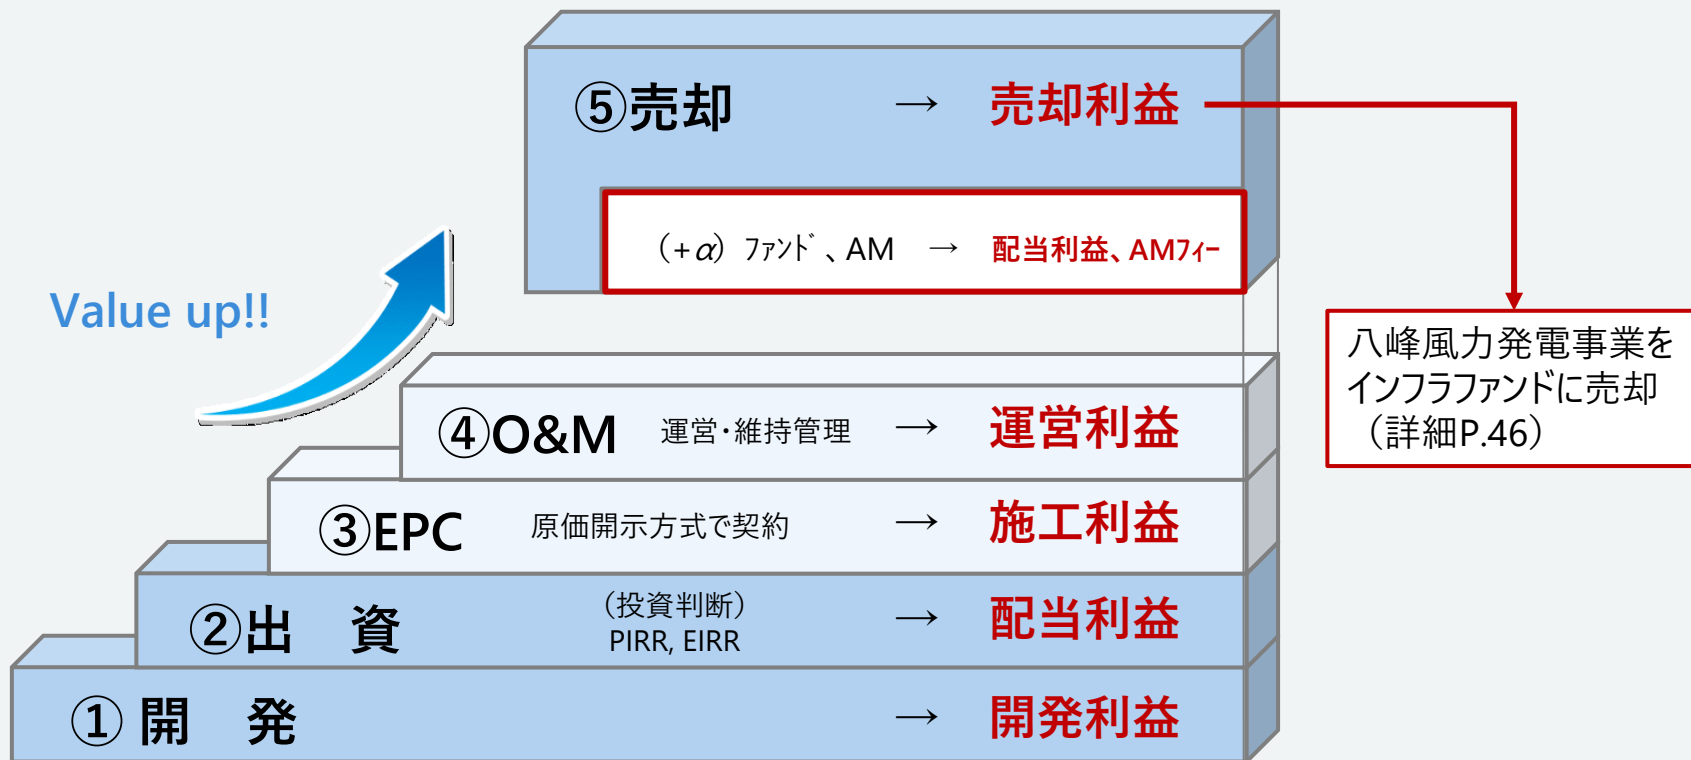 ⑤売却 → 売却利益
（+α）ﾌｧﾝﾄﾞ、AM → 配当利益、AMﾌｨｰ
Value up!!
八峰風力発電事業を
インフラファンドに売却
（詳細P.46）
④O&M 運営・維持管理 → 運営利益
③EPC 原価開示方式で契約 → 施工利益
②出　資 （投資判断） → 配当利益
PIRR, EIRR
①開　発 → 開発利益